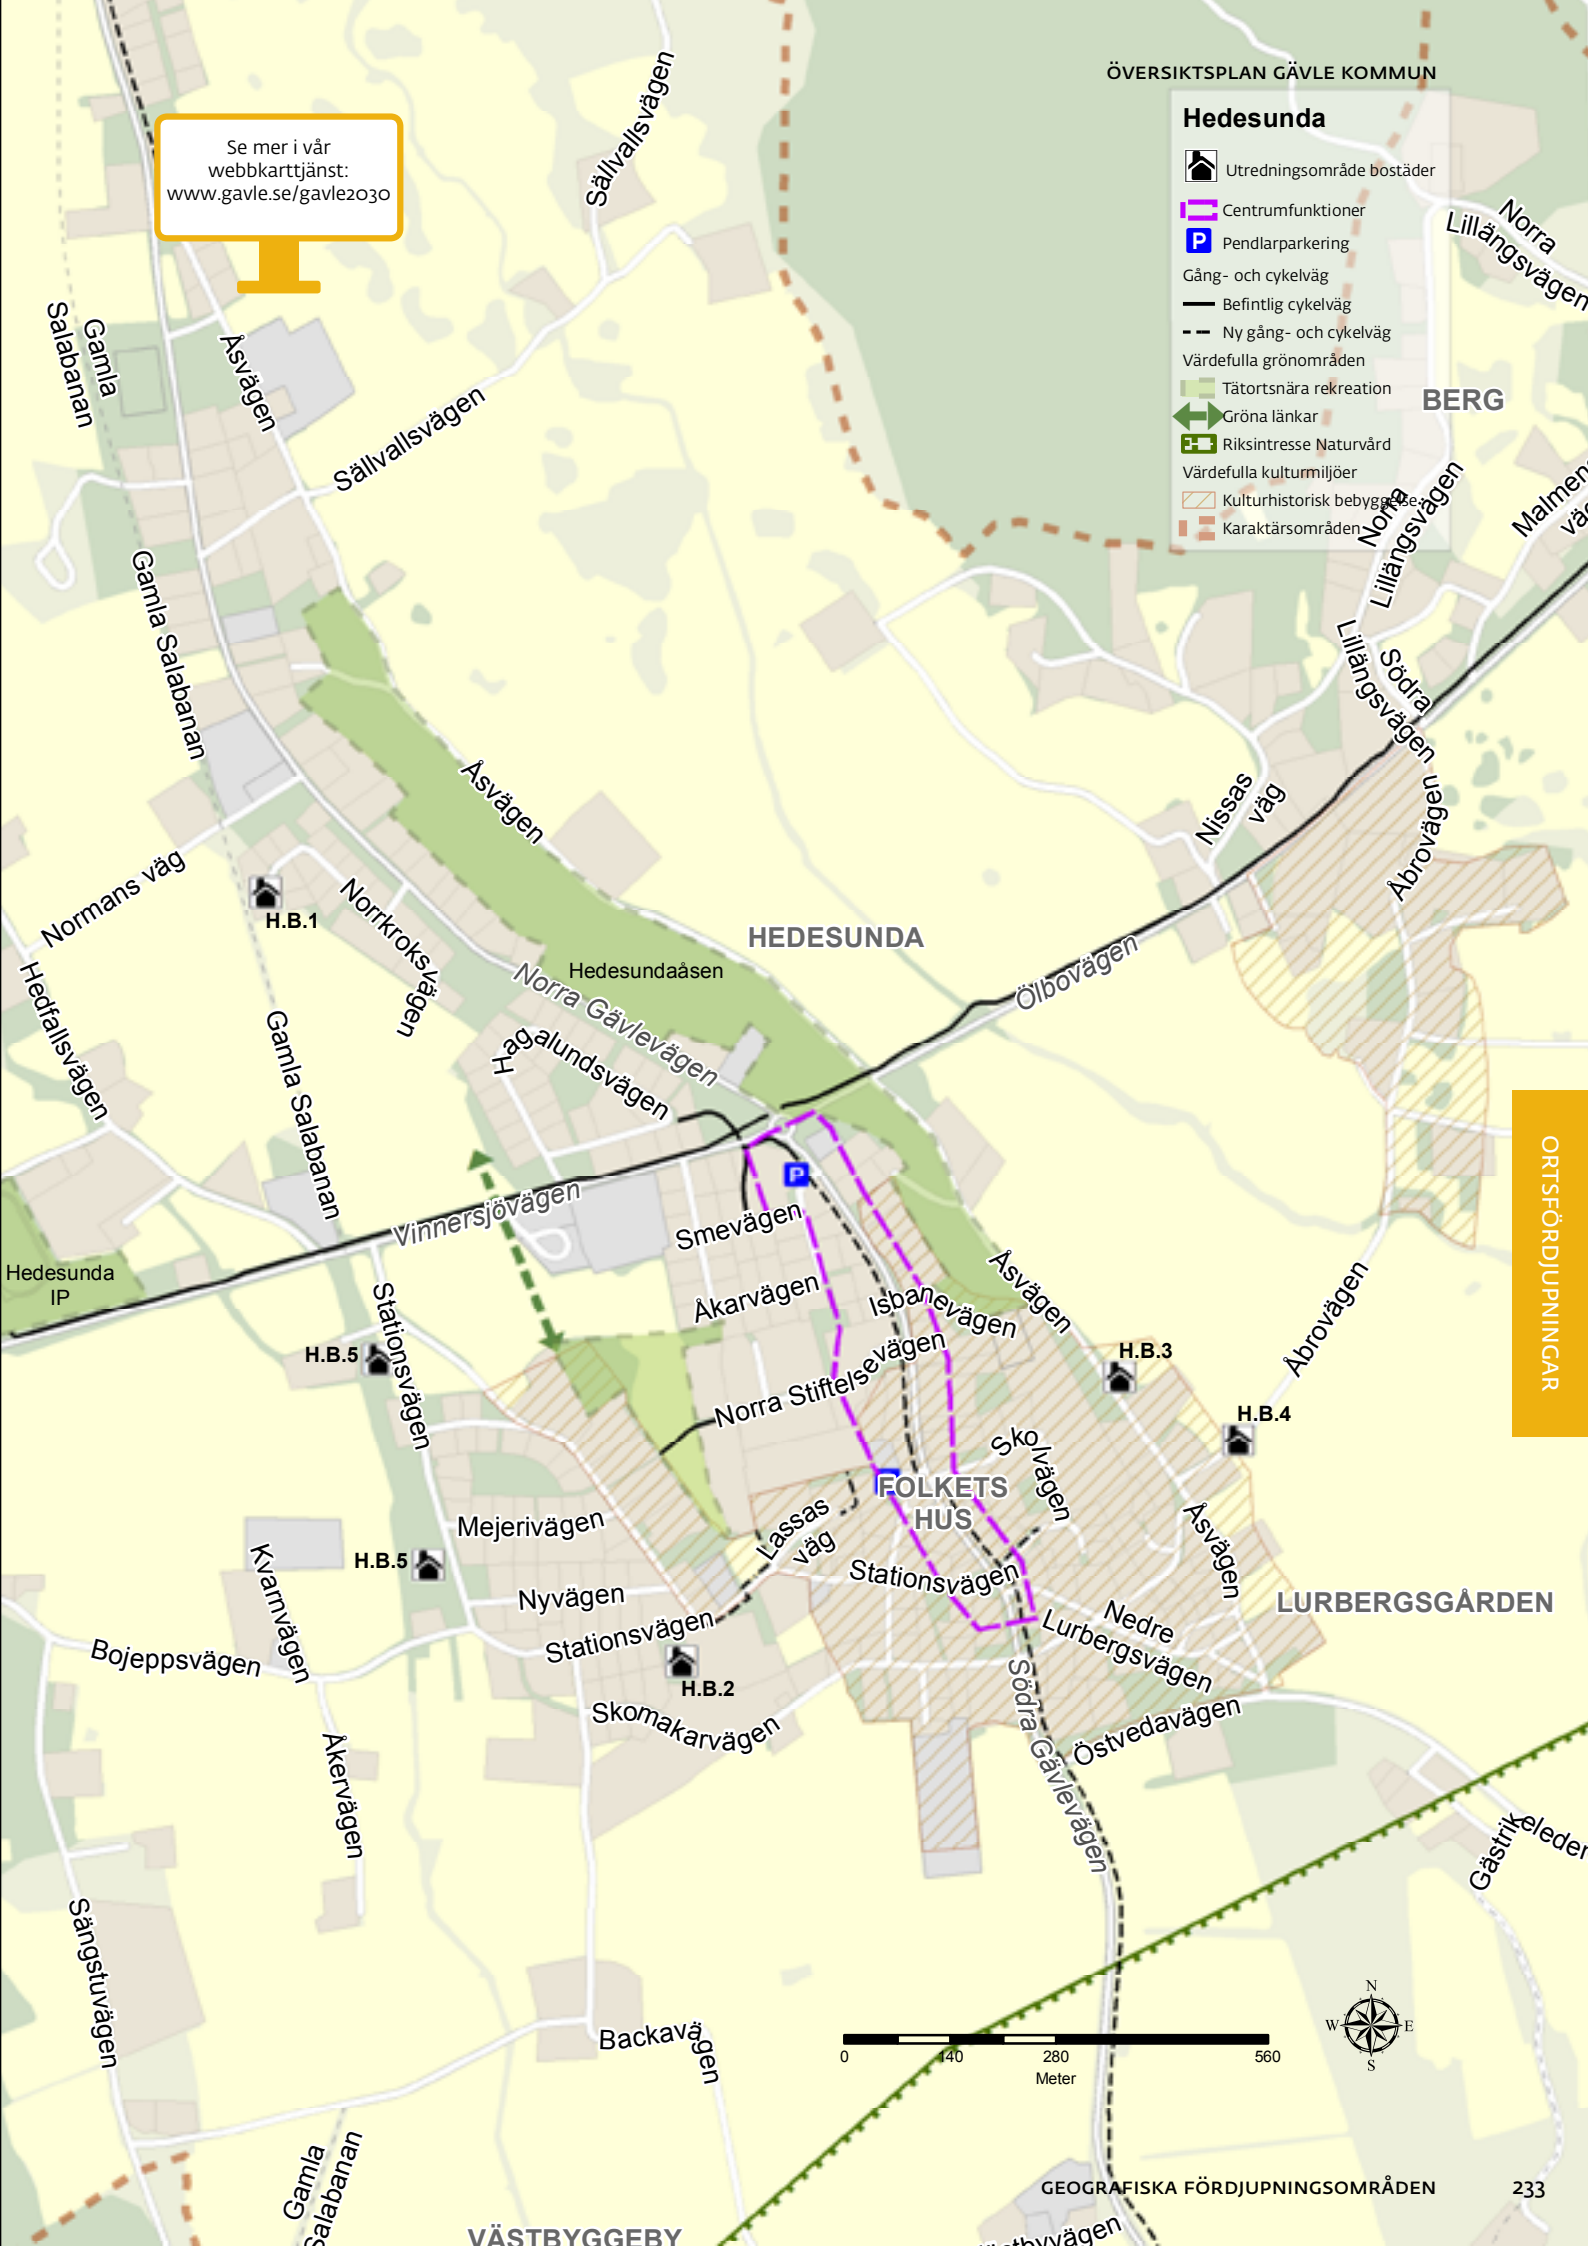 ÖVERSIKTSPLAN GÄVLE KOMMUN
Hedesunda
Utredningsområde bostäder
Centrumfunktioner
P Pendlarparkering
Gång- och cykelväg
Befintlig cykelväg
Ny gång- och cykelväg
Värdefulla grönområden
Tätortsnära rekreation
Gröna länkar
Riksintresse Naturvård
Värdefulla kulturmiljöer
Kulturhistorisk bebyggelse
Karaktärsområden
Se mer i vår
webbkarttjänst:
www.gavle.se/gavle2030
Sällvallsvägen
Norra
Lillängsvägen
Gamla
Salabanan
Åsvägen
Sällvallsvägen
BERG
Norra
Lillängsvägen
Gamla Salabanan
Södra
Lillängsvägen
Åsvägen
Nissas
väg
Åbrovägen
Normans väg
H.B.1
Norrkroksvägen
HEDESUNDA
Hedesundaåsen
Ölbovägen
Norra Gävlevägen
Hedfallsvägen
Gamla Salabanan
Hagalundsvägen
P
ORTSFÖRDJUPNINGAR
Vinnersjövägen
Smevägen
Hedesunda
IP
Åkarvägen
Isbanevägen
Åsvägen
Åbrovägen
Stationsvägen
H.B.5
H.B.3
Norra Stiftelsevägen
H.B.4
Skolvägen
FOLKETS
HUS
Mejerivägen
Lassas
väg
Åsvägen
H.B.5
Kvarnvägen
Nyvägen
Stationsvägen
LURBERGSGÅRDEN
Stationsvägen
Nedre
Lurbergsvägen
Bojeppsvägen
H.B.2
Skomakarvägen
Södra Gävlevägen
Östvedavägen
Åkervägen
Sängstuvägen
Backavägen
N
W E
S
0 140 280 560
Meter
Gamla
Salabanan
VÄSTBYGGEBY
GEOGRAFISKA FÖRDJUPNINGSOMRÅDEN 233